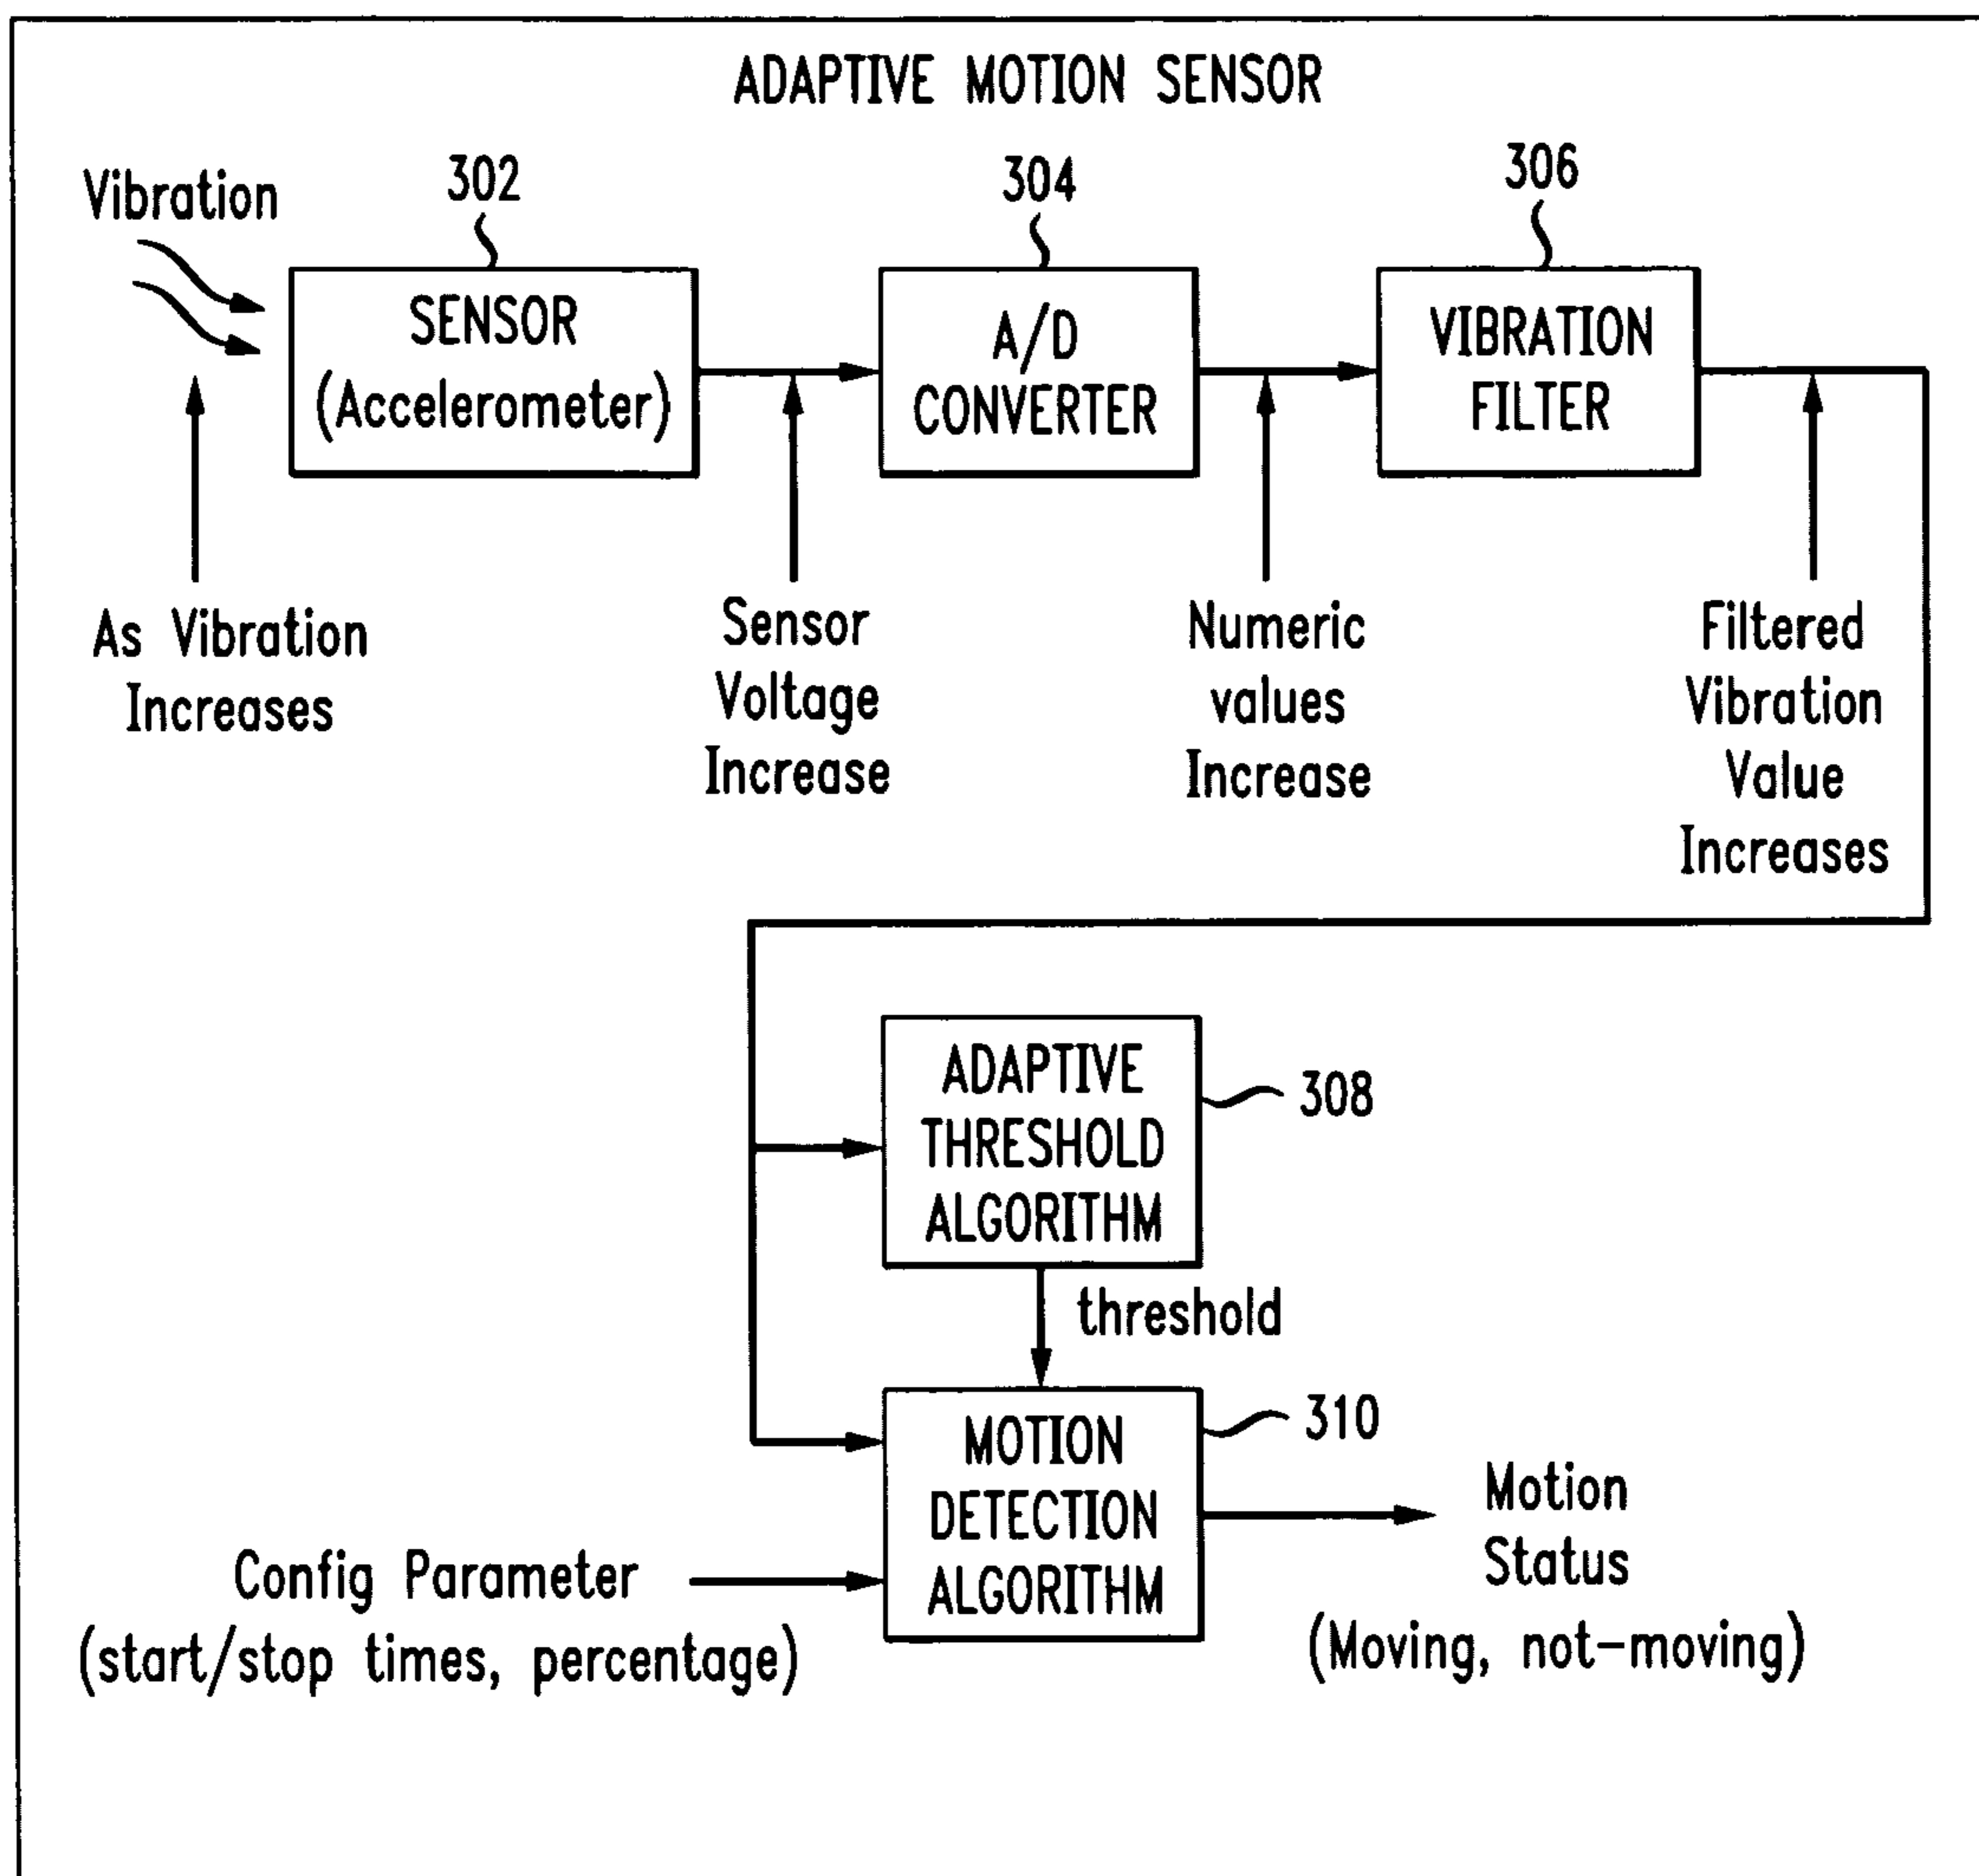 ADAPTIVE MOTION SENSOR
Vibration
302
304
306
SENSOR
(Accelerometer)
A/D
CONVERTER
VIBRATION
FILTER
As Vibration
Increases
Sensor
Voltage
Increase
Numeric
values
Increase
Filtered
Vibration
Value
Increases
ADAPTIVE
THRESHOLD
ALGORITHM
308
threshold
MOTION
DETECTION
ALGORITHM
310
Config Parameter
(start/stop times, percentage)
Motion
Status
(Moving, not-moving)